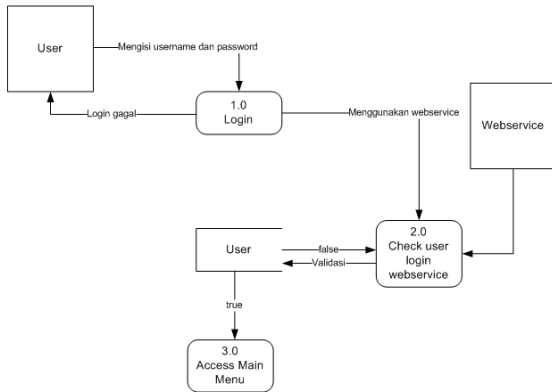 User
Mengisi username dan password
1.0
Login
Login gagal
Menggunakan webservice
Webservice
2.0
Check user
login
webservice
User
false
Validasi
true
3.0
Access Main
Menu